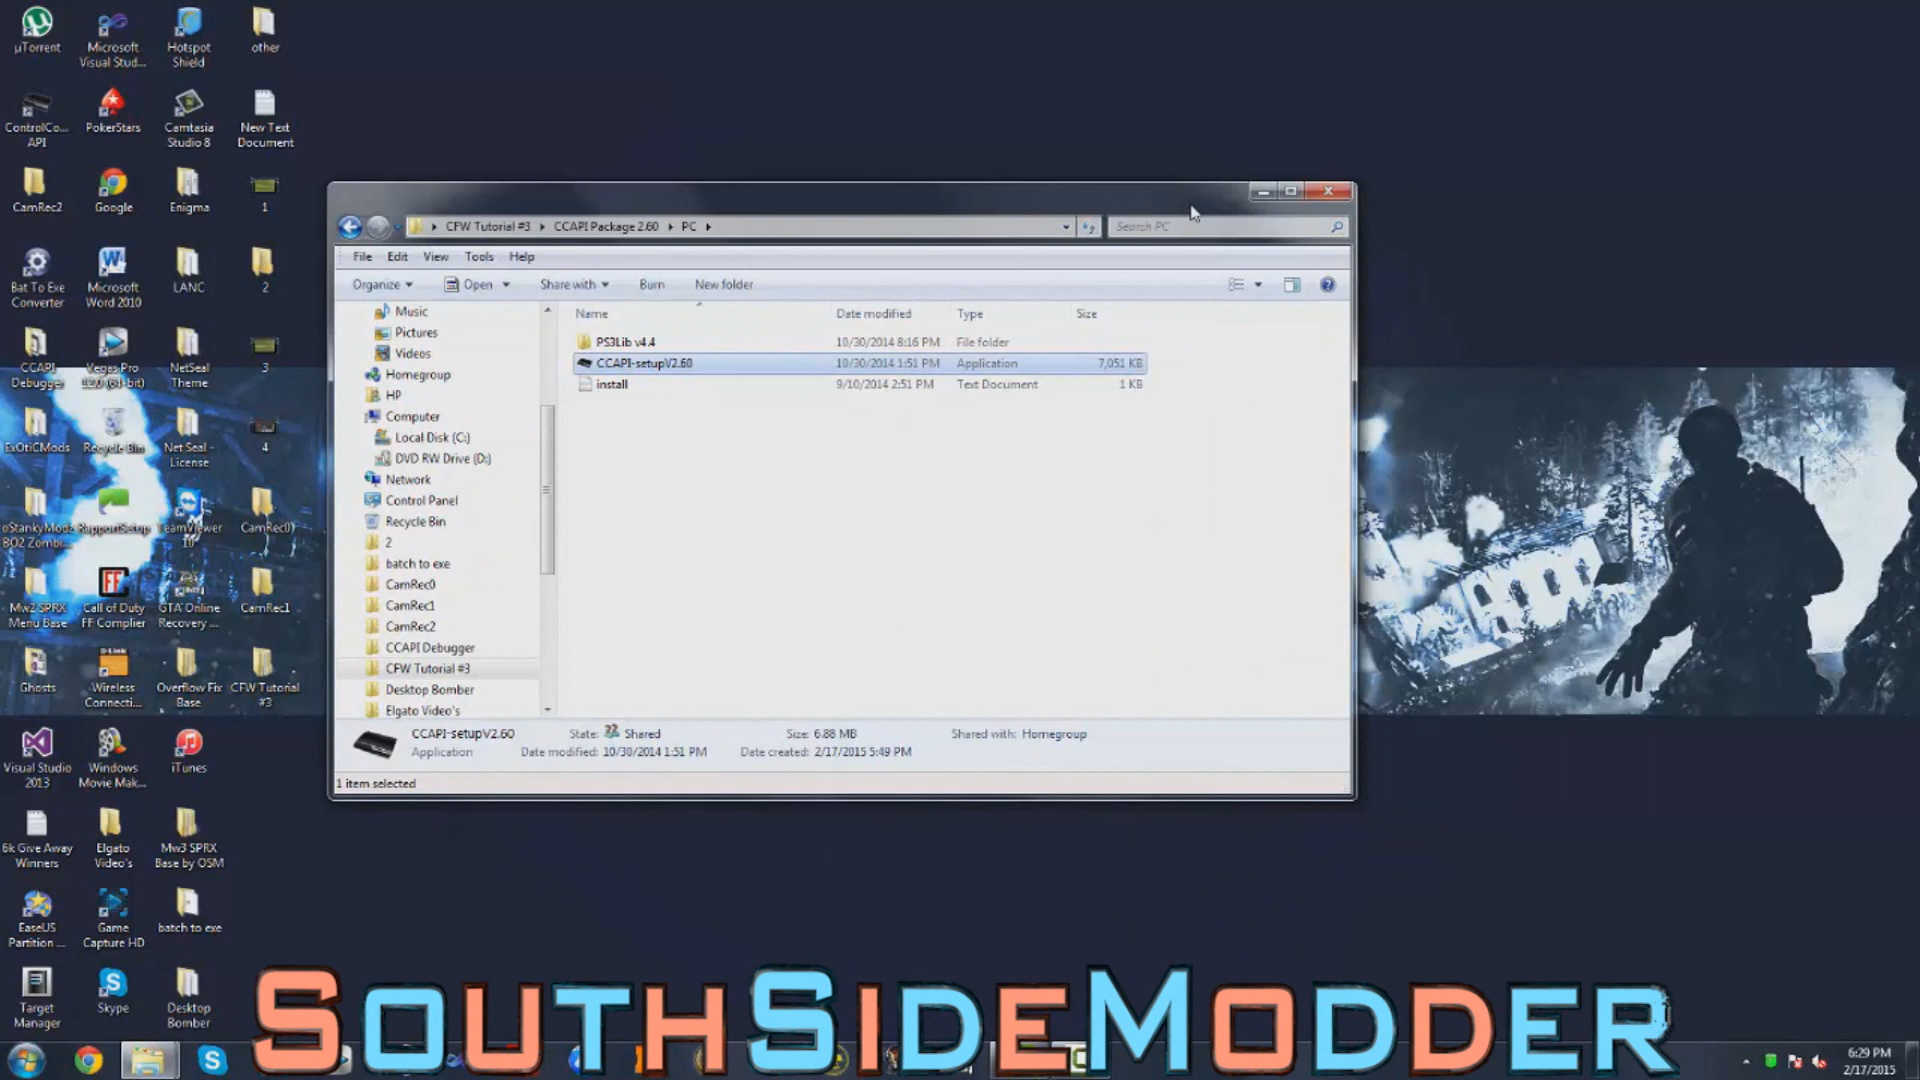 µTorrent
Microsoft
Visual Stud...
Hotspot
Shield
other
ControlCo...
API
PokerStars
Camtasia
Studio 8
New Text
Document
CamRec2
Google
Enigma
1
Bat To Exe
Converter
Microsoft
Word 2010
LANC
2
CCAPI
Debugger
Vegas Pro
12.0 (64-bit)
NetSeal
Theme
3
ExOtiCMods
Recycle Bin
Net Seal -
License
4
oStankyModz
BO2 Zombi...
RapportSetup
TeamViewer
10
CamRec0
Mw2 SPRX
Menu Base
Call of Duty
FF Complier
GTA Online
Recovery ...
CamRec1
Ghosts
Wireless
Connecti...
Overflow Fix
Base
CFW Tutorial
#3
Visual Studio
2013
Windows
Movie Mak...
iTunes
6k Give Away
Winners
Elgato
Video's
Mw3 SPRX
Base by OSM
EaseUS
Partition ...
Game
Capture HD
batch to exe
Target
Manager
Skype
Desktop
Bomber
CFW Tutorial #3 CCAPI Package 2.60 PC
Search PC
File Edit View Tools Help
Organize Open Share with Burn New folder
Name Date modified Type Size
PS3Lib v4.4 10/30/2014 8:16 PM File folder
CCAPI-setupV2.60 10/30/2014 1:51 PM Application 7,051 KB
install 9/10/2014 2:51 PM Text Document 1 KB
Music
Pictures
Videos
Homegroup
HP
Computer
Local Disk (C:)
DVD RW Drive (D:)
Network
Control Panel
Recycle Bin
2
batch to exe
CamRec0
CamRec1
CamRec2
CCAPI Debugger
CFW Tutorial #3
Desktop Bomber
Elgato Video's
CCAPI-setupV2.60 State: Shared Size: 6.88 MB Shared with: Homegroup
Application Date modified: 10/30/2014 1:51 PM Date created: 2/17/2015 5:49 PM
1 item selected
SOUTHSIDEMODDER
6:29 PM
2/17/2015